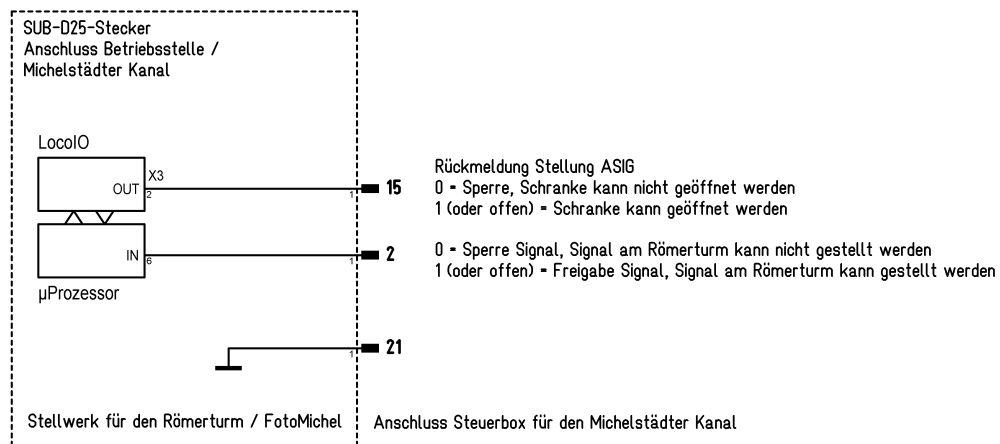 SUB-D25-Stecker
Anschluss Betriebsstelle /
Michelstädter Kanal
LocoIO
OUT
X3
2
1
15
Rückmeldung Stellung ASIG
0 = Sperre, Schranke kann nicht geöffnet werden
1 (oder offen) = Schranke kann geöffnet werden
IN
6
1
2
0 = Sperre Signal, Signal am Römerturm kann nicht gestellt werden
1 (oder offen) = Freigabe Signal, Signal am Römerturm kann gestellt werden
µProzessor
1
21
Stellwerk für den Römerturm / FotoMichel
Anschluss Steuerbox für den Michelstädter Kanal